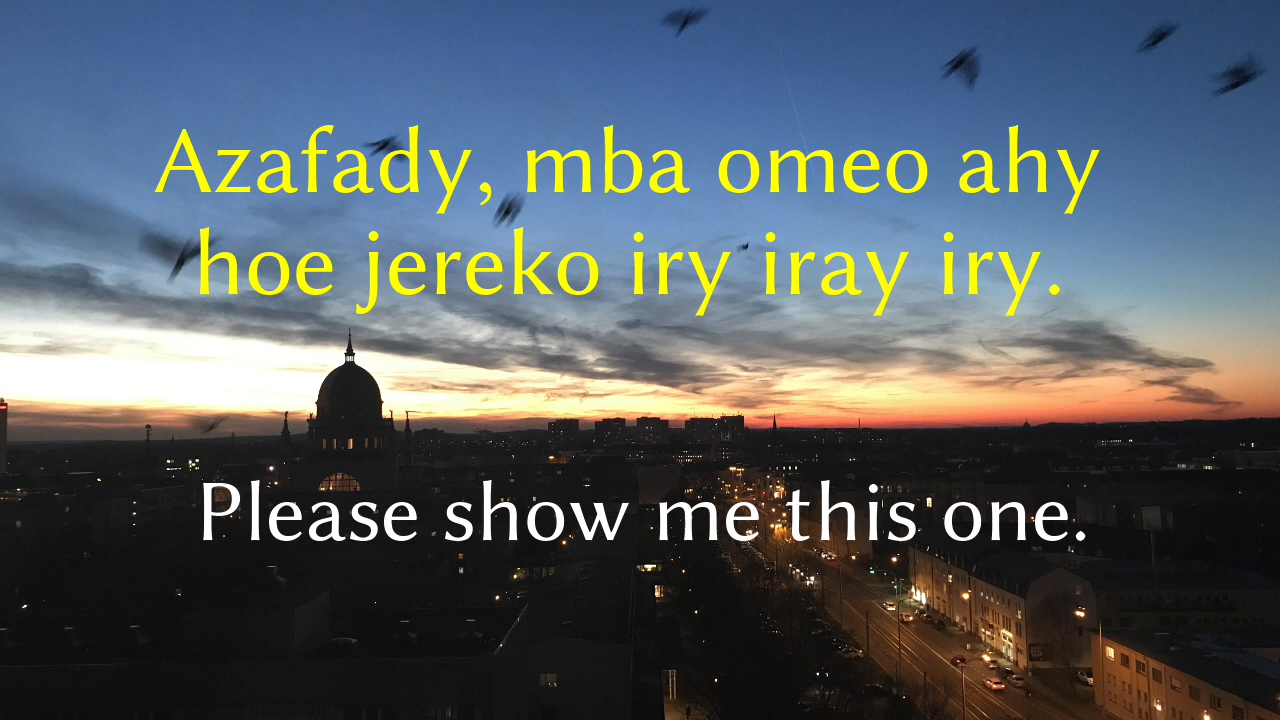 Azafady, mba omeo ahy
hoe jereko iry iray iry.
Please show me this one.